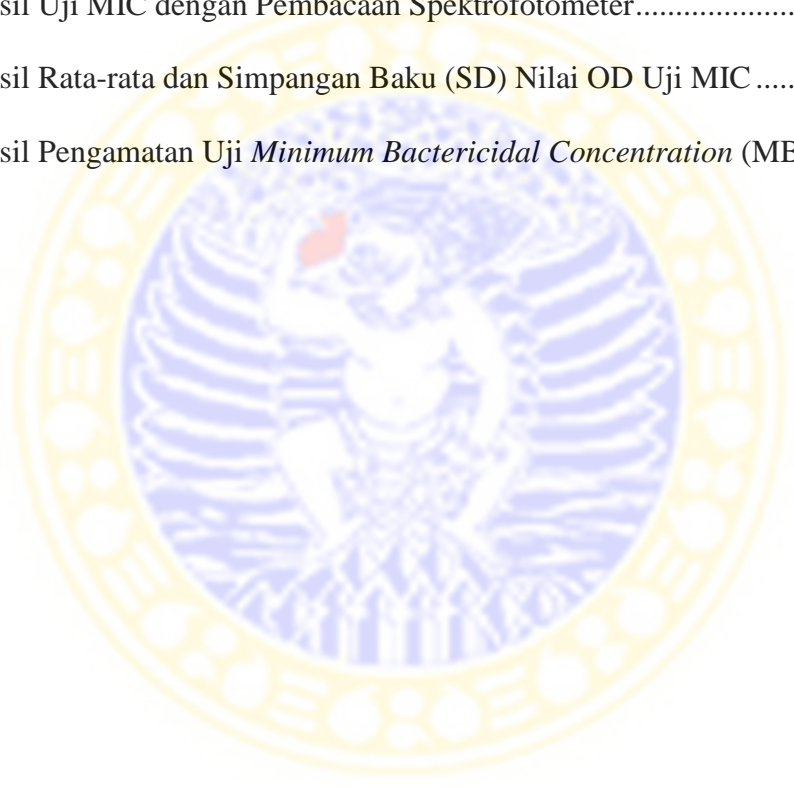 sil Uji MIC dengan Pembacaan Spektrofotometer....................
sil Rata-rata dan Simpangan Baku (SD) Nilai OD Uji MIC .....
sil Pengamatan Uji Minimum Bactericidal Concentration (MB